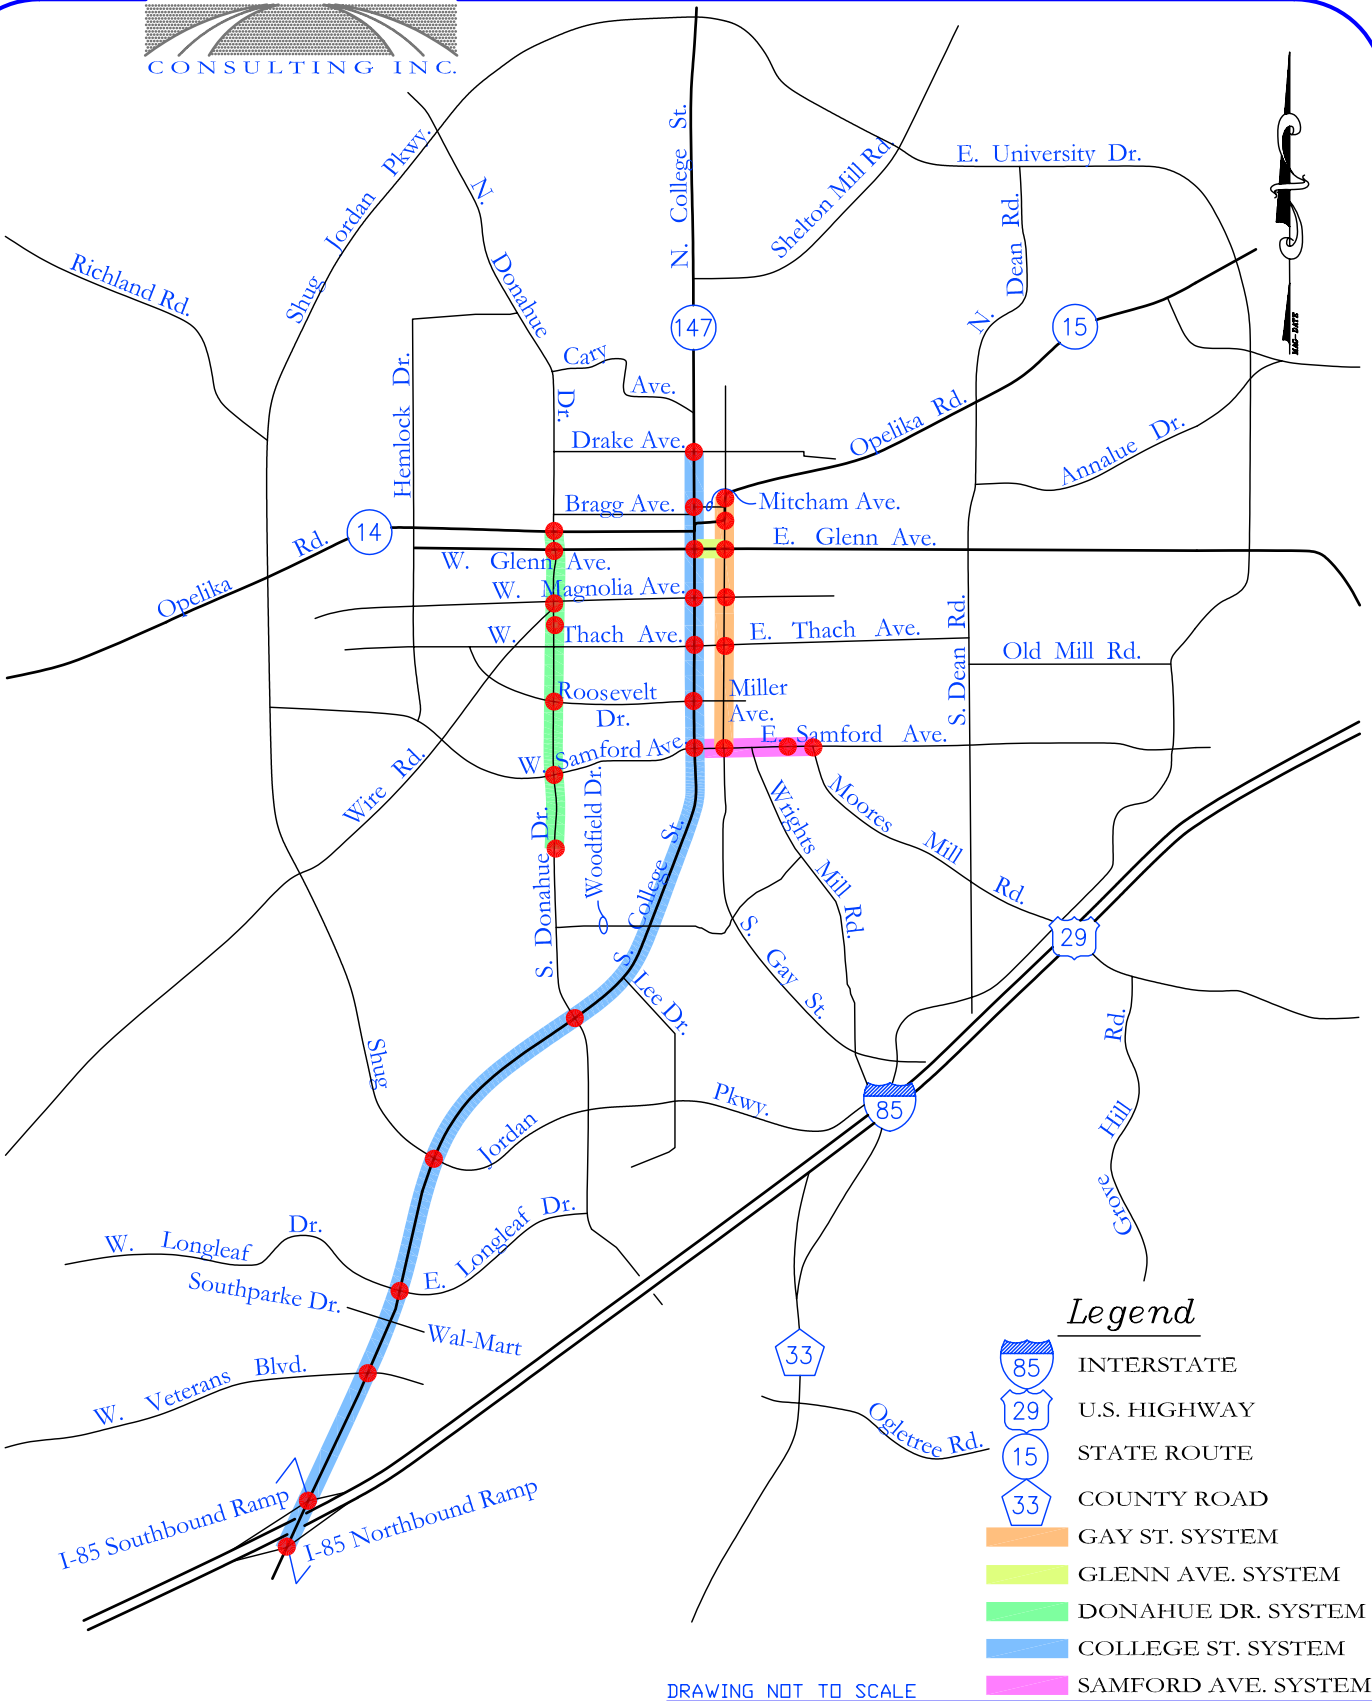 CONSULTING INC.
Shug Jordan Pkwy.
N. Donahue Dr.
N. College St.
Shelton Mill Rd.
E. University Dr.
N. Dean Rd.
Richland Rd.
147
15
MAG-DATE
Hemlock Dr.
Cary Ave.
Drake Ave.
Opelika Rd.
Annalue Dr.
Bragg Ave.
Mitcham Ave.
14
Opelika Rd.
W. Glenn Ave.
E. Glenn Ave.
W. Magnolia Ave.
W. Thach Ave.
E. Thach Ave.
S. Dean Rd.
Old Mill Rd.
Roosevelt Dr.
Miller Ave.
W. Samford Ave.
E. Samford Ave.
Wire Rd.
S. Donahue Dr.
Woodfield Dr.
S. College St.
Wrights Mill Rd.
Moores Mill Rd.
29
S. Gay St.
Lee Dr.
Shug Jordan Pkwy.
85
Grove Hill Rd.
W. Longleaf Dr.
E. Longleaf Dr.
Southparke Dr.
Wal-Mart
W. Veterans Blvd.
33
Ogletree Rd.
I-85 Southbound Ramp
I-85 Northbound Ramp
Legend
85 INTERSTATE
29 U.S. HIGHWAY
15 STATE ROUTE
33 COUNTY ROAD
GAY ST. SYSTEM
GLENN AVE. SYSTEM
DONAHUE DR. SYSTEM
COLLEGE ST. SYSTEM
SAMFORD AVE. SYSTEM
DRAWING NOT TO SCALE